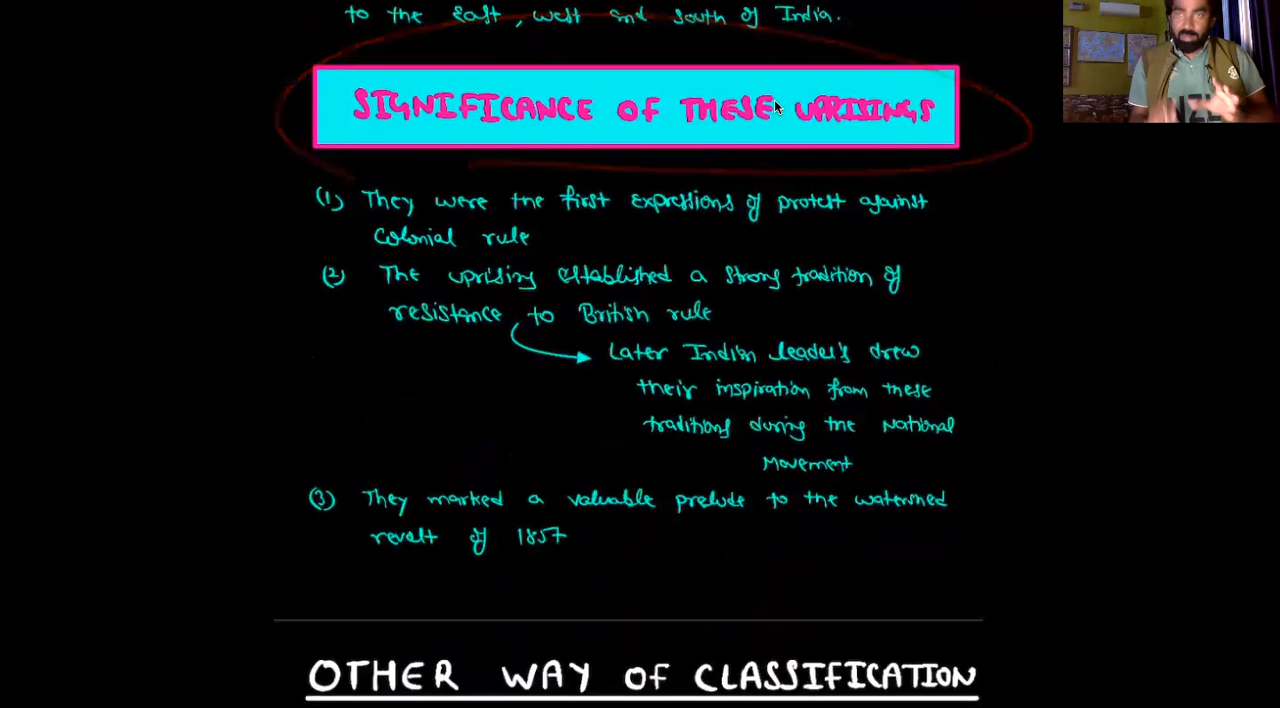 to the East, west and south of India.
SIGNIFICANCE OF THESE UPRISINGS
(1) They were the first expressions of protest against
Colonial rule
(2) The uprising established a strong tradition of
resistance to British rule
Later Indian leader's drew
their inspiration from these
traditions during the National
Movement
(3) They marked a valuable prelude to the watershed
revolt of 1857
OTHER WAY OF CLASSIFICATION